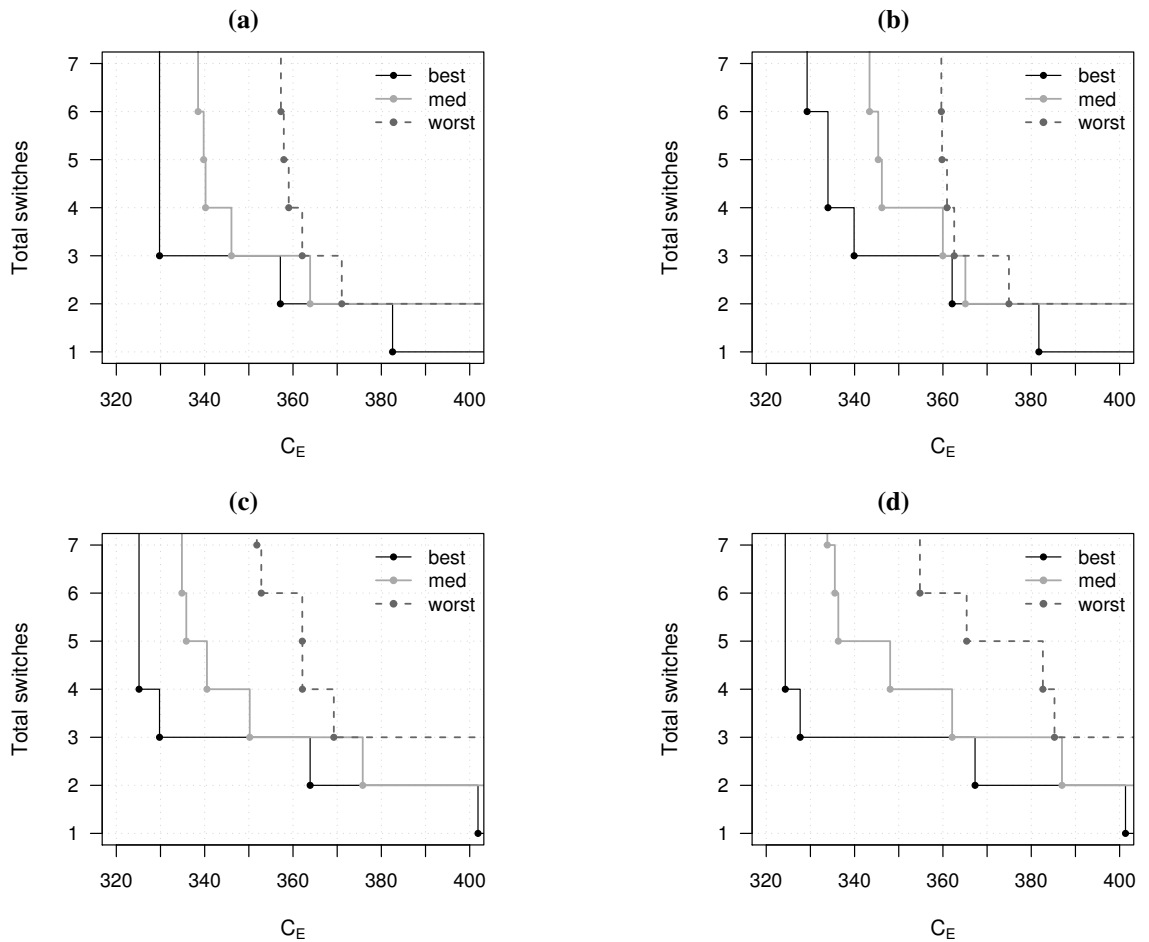 (a)
Total switches
7
6
5
4
3
2
1
best
med
worst
320 340 360 380 400
C_E
(b)
Total switches
7
6
5
4
3
2
1
best
med
worst
320 340 360 380 400
C_E
(c)
Total switches
7
6
5
4
3
2
1
best
med
worst
320 340 360 380 400
C_E
(d)
Total switches
7
6
5
4
3
2
1
best
med
worst
320 340 360 380 400
C_E